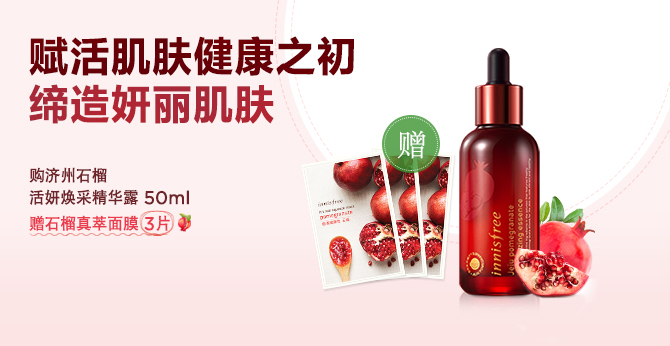 赋活肌肤健康之初
缔造妍丽肌肤
购济州石榴
活妍焕采精华露 50ml
赠石榴真萃面膜 3片
赠
innisfree
pomegranate
innisfree
Jeju pomegranate
essence